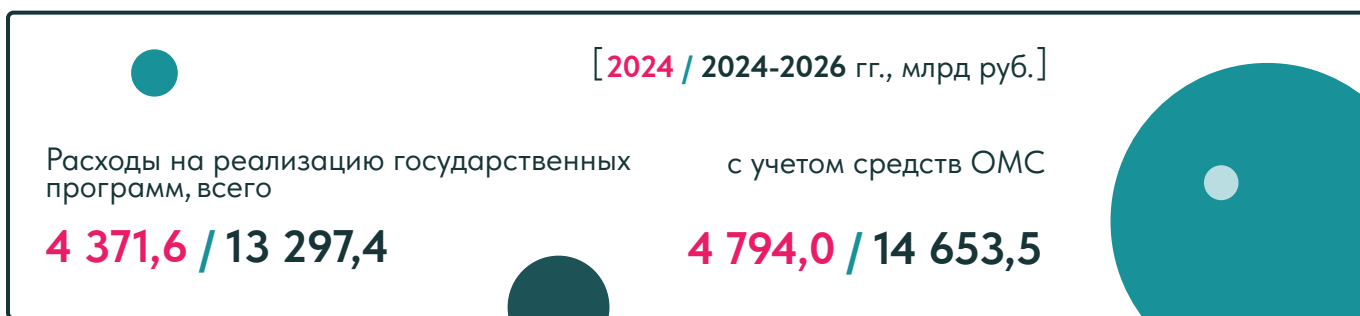 [2024 / 2024-2026 гг., млрд руб.]
Расходы на реализацию государственных
программ, всего
4 371,6 / 13 297,4
с учетом средств ОМС
4 794,0 / 14 653,5